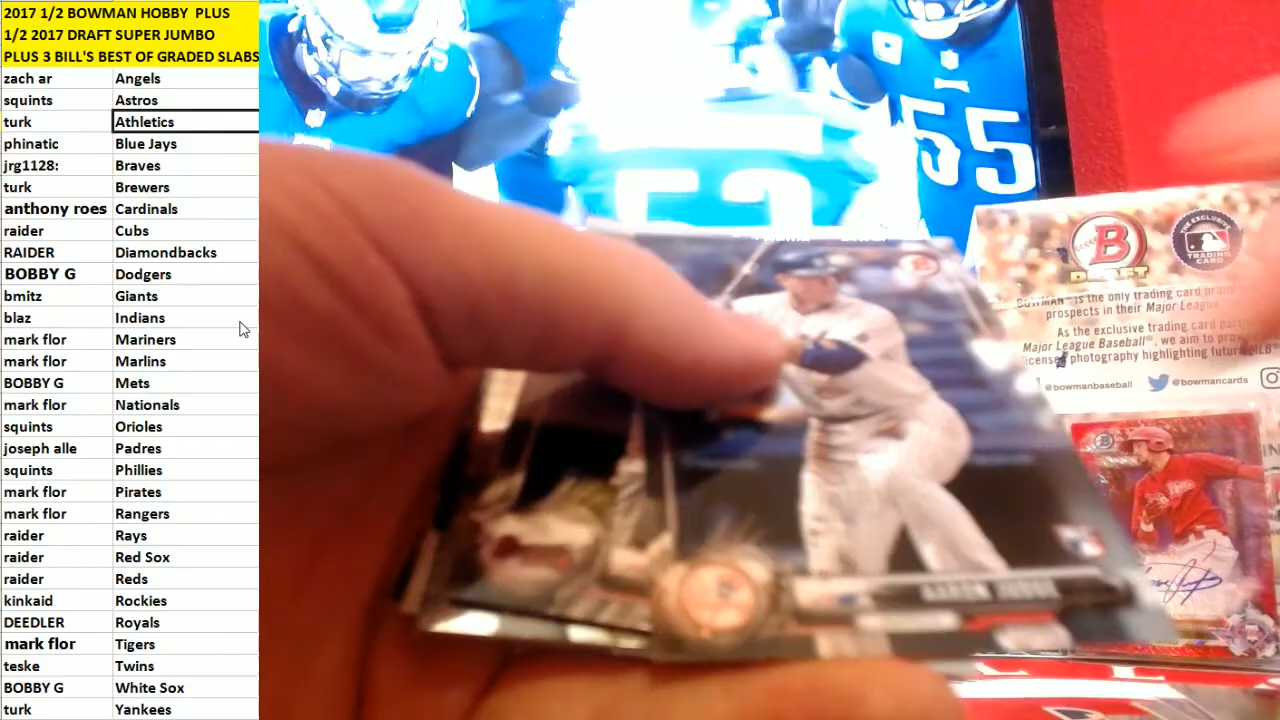 2017 1/2 BOWMAN HOBBY PLUS
1/2 2017 DRAFT SUPER JUMBO
PLUS 3 BILL'S BEST OF GRADED SLABS
zach ar Angels
squints Astros
turk Athletics
phinatic Blue Jays
jrg1128: Braves
turk Brewers
anthony roes Cardinals
raider Cubs
RAIDER Diamondbacks
BOBBY G Dodgers
bmitz Giants
blaz Indians
mark flor Mariners
mark flor Marlins
BOBBY G Mets
mark flor Nationals
squints Orioles
joseph alle Padres
squints Phillies
mark flor Pirates
mark flor Rangers
raider Rays
raider Red Sox
raider Reds
kinkaid Rockies
DEEDLER Royals
mark flor Tigers
teske Twins
BOBBY G White Sox
turk Yankees
55
53
B
DRAFT
THE EXCLUSIVE
TRADING CARD
BOWMAN® is the only trading card
prospects in their Major League
As the exclusive trading card
Major League Baseball®, we aim to
photography highlighting
@bowmanbaseball @bowmancards
AARON JUDGE